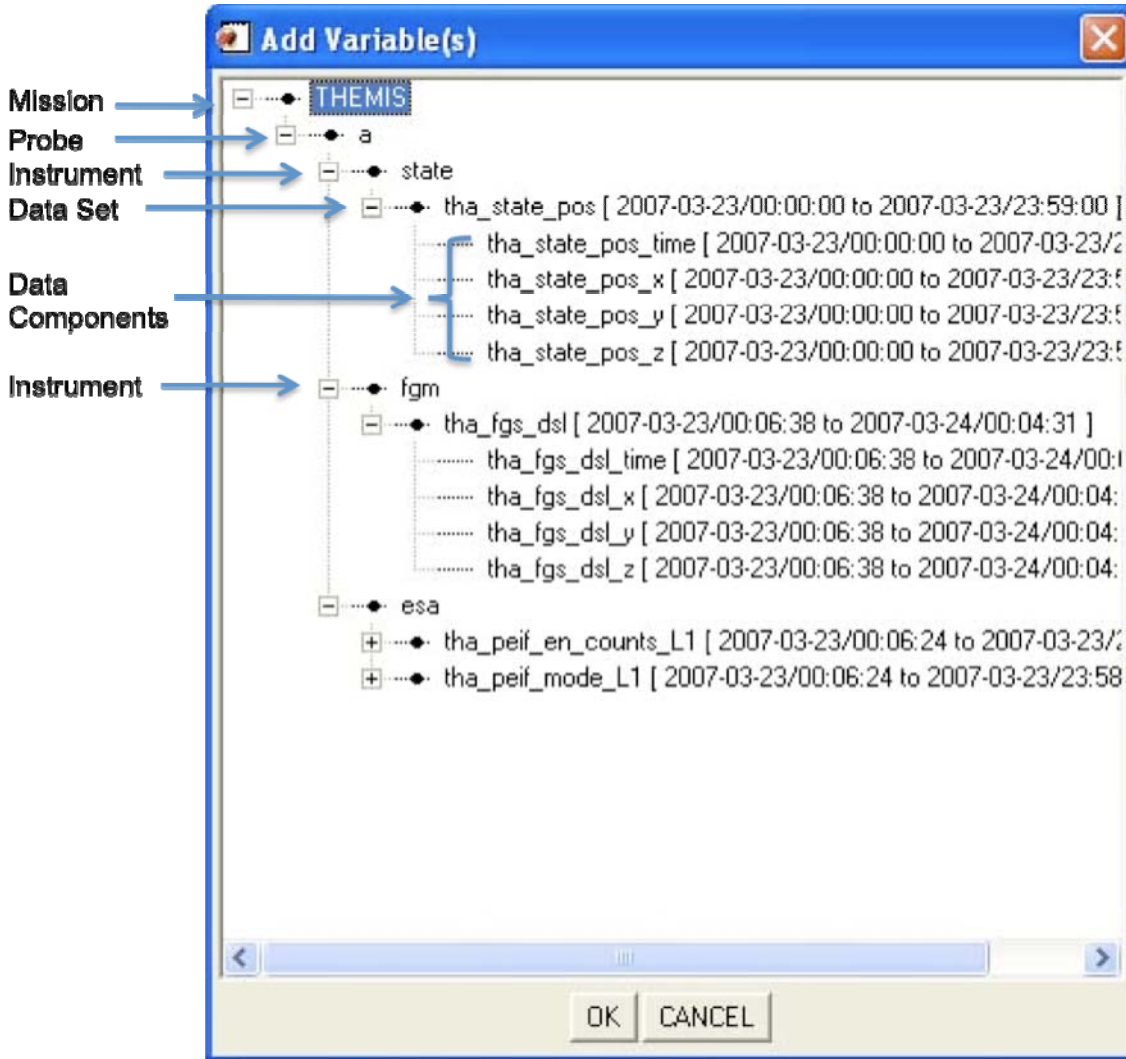 Add Variable(s)
Mission
THEMIS
Probe
a
Instrument
state
Data Set
tha_state_pos [ 2007-03-23/00:00:00 to 2007-03-23/23:59:00 ]
tha_state_pos_time [ 2007-03-23/00:00:00 to 2007-03-23/2
Data
Components
tha_state_pos_x [ 2007-03-23/00:00:00 to 2007-03-23/23:5
tha_state_pos_y [ 2007-03-23/00:00:00 to 2007-03-23/23:5
tha_state_pos_z [ 2007-03-23/00:00:00 to 2007-03-23/23:5
Instrument
fgm
tha_fgs_dsl [ 2007-03-23/00:06:38 to 2007-03-24/00:04:31 ]
tha_fgs_dsl_time [ 2007-03-23/00:06:38 to 2007-03-24/00:0
tha_fgs_dsl_x [ 2007-03-23/00:06:38 to 2007-03-24/00:04:
tha_fgs_dsl_y [ 2007-03-23/00:06:38 to 2007-03-24/00:04:
tha_fgs_dsl_z [ 2007-03-23/00:06:38 to 2007-03-24/00:04:
esa
tha_peif_en_counts_L1 [ 2007-03-23/00:06:24 to 2007-03-23/2
tha_peif_mode_L1 [ 2007-03-23/00:06:24 to 2007-03-23/23:58
OK
CANCEL